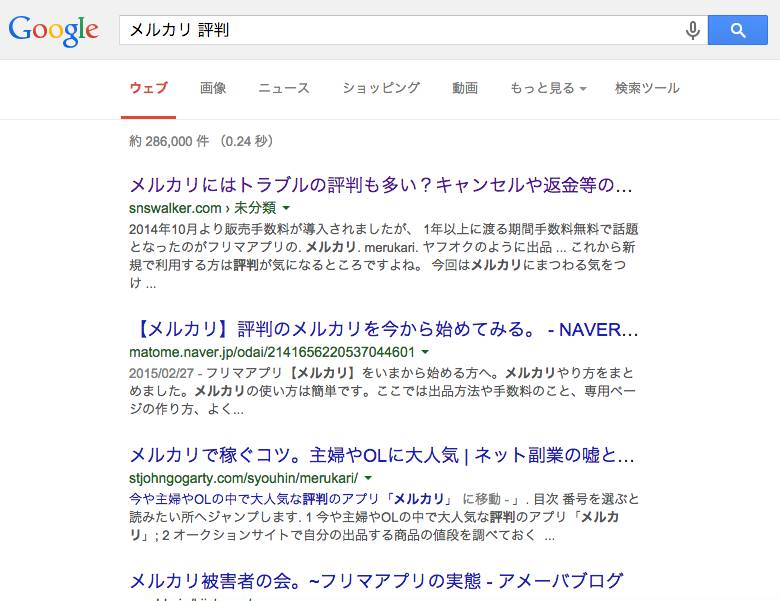 Google
メルカリ 評判
ウェブ 画像 ニュース ショッピング 動画 もっと見る 検索ツール
約 286,000 件 （0.24 秒）
メルカリにはトラブルの評判も多い？キャンセルや返金等の...
snswalker.com › 未分類
2014年10月より販売手数料が導入されましたが、 1年以上に渡る期間手数料無料で話題
となったのがフリマアプリの. メルカリ. merukari. ヤフオクのように出品 ... これから新
規で利用する方は評判が気になるところですよね。 今回はメルカリにまつわる気をつ
け ...
【メルカリ】評判のメルカリを今から始めてみる。 - NAVER...
matome.naver.jp/odai/2141656220537044601
2015/02/27 - フリマアプリ【メルカリ】をいまから始める方へ。メルカリやり方をまと
めました。メルカリの使い方は簡単です。ここでは出品方法や手数料のこと、専用ペー
ジの作り方、よく...
メルカリで稼ぐコツ。主婦やOLに大人気 | ネット副業の嘘と...
stjohngogarty.com/syouhin/merukari/
今や主婦やOLの中で大人気な評判のアプリ「メルカリ」 に移動 - 」. 目次 番号を選ぶと
読みたい所へジャンプします. 1 今や主婦やOLの中で大人気な評判のアプリ「メルカ
リ」; 2 オークションサイトで自分の出品する商品の値段を調べておく ...
メルカリ被害者の会。~フリマアプリの実態 - アメーバブログ